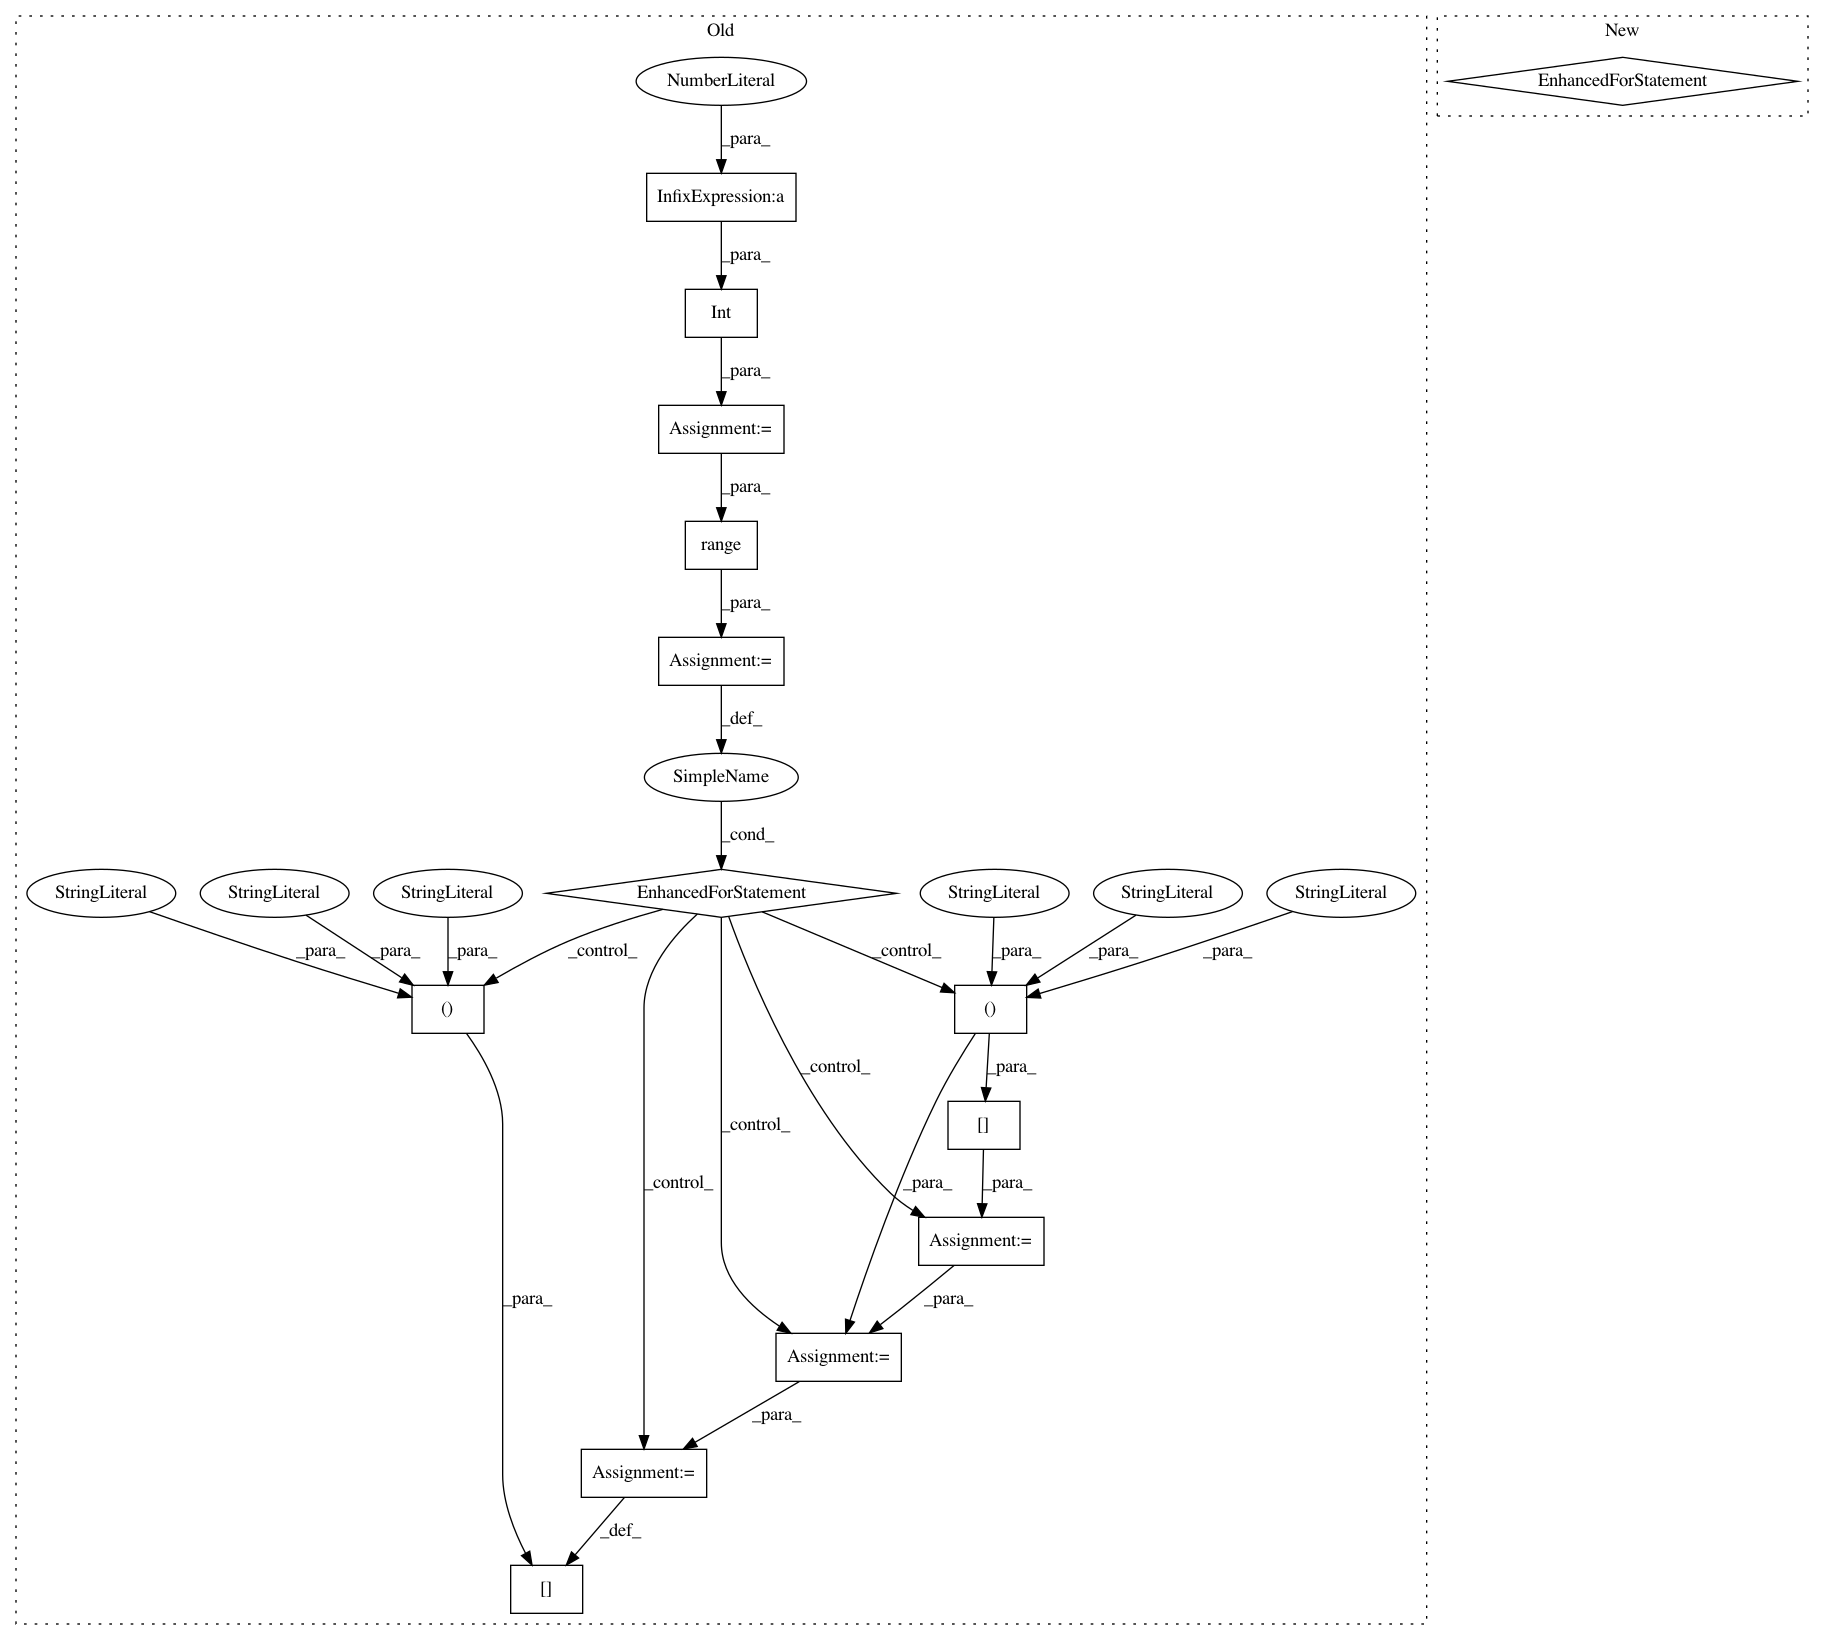 Old
New
NumberLiteral
EnhancedForStatement
_para_
InfixExpression:a
_para_
Int
_para_
Assignment:=
_para_
range
_para_
Assignment:=
_def_
SimpleName
_cond_
StringLiteral
StringLiteral
StringLiteral
EnhancedForStatement
StringLiteral
StringLiteral
StringLiteral
_para_
_para_
_para_
_control_
_control_
_para_
_para_
_para_
()
()
_control_
_para_
_control_
[]
_control_
_para_
_para_
Assignment:=
_para_
_para_
Assignment:=
_para_
Assignment:=
_def_
[]